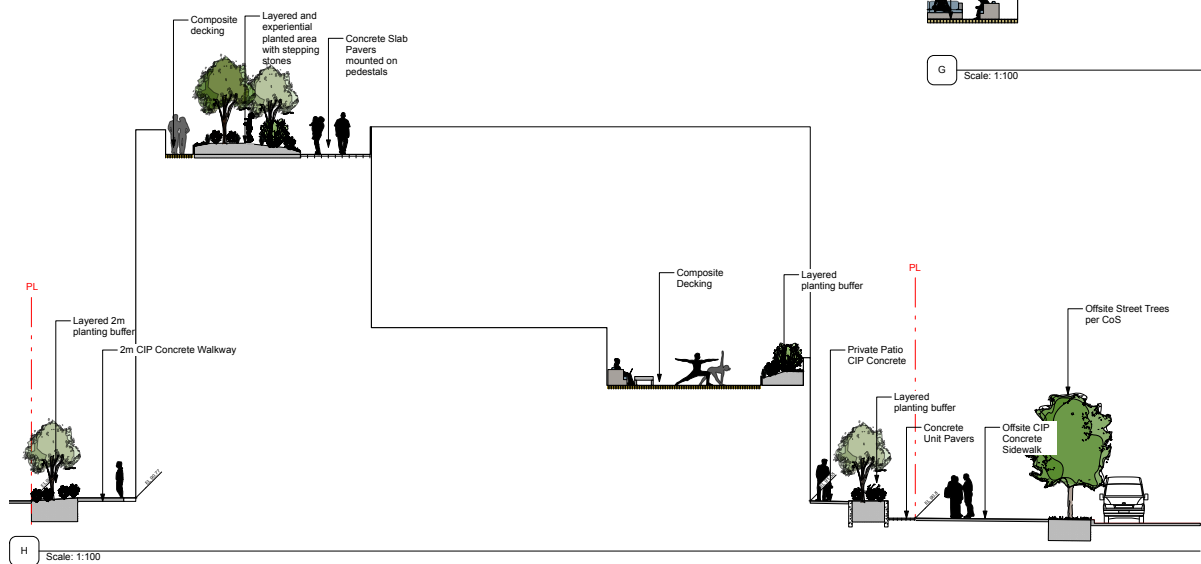 Composite
decking
Layered and
experiential
planted area
with stepping
stones
Concrete Slab
Pavers
mounted on
pedestals
G
Scale: 1:100
PL
Layered 2m
planting buffer
2m CIP Concrete Walkway
Composite
Decking
Layered
planting buffer
PL
Offsite Street Trees
per CoS
Private Patio
CIP Concrete
Layered
planting buffer
Concrete
Unit Pavers
Offsite CIP
Concrete
Sidewalk
H
Scale: 1:100